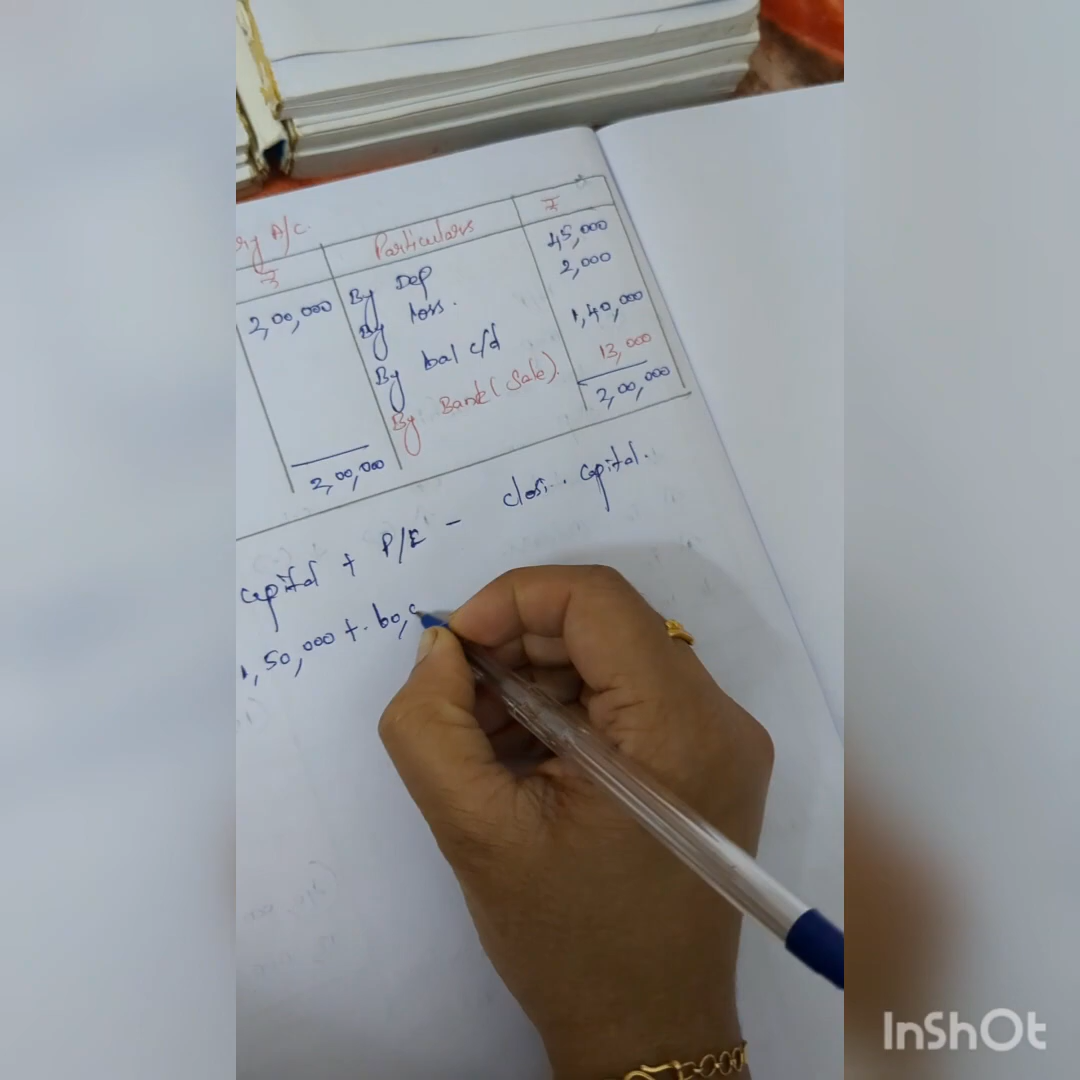 ry A/c.
₹ Particulars ₹
2,00,000 By Dep 45,000
By loss. 2,000
By bal c/d 1,40,000
By Bank (Sale). 13,000
2,00,000 2,00,000
Capital + P/E - closi.. capital.
1,50,000 + 60,
InShOt